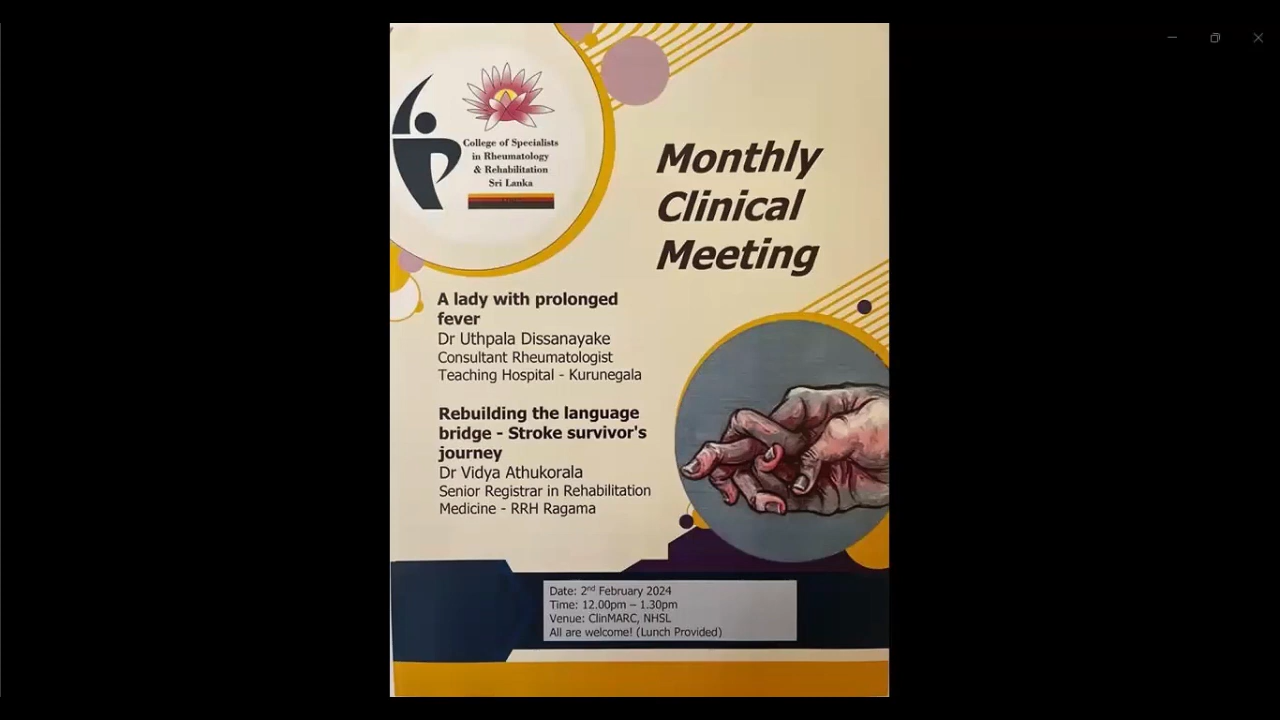 College of Specialists
in Rheumatology
& Rehabilitation
Sri Lanka
Monthly
Clinical
Meeting
A lady with prolonged
fever
Dr Uthpala Dissanayake
Consultant Rheumatologist
Teaching Hospital - Kurunegala
Rebuilding the language
bridge - Stroke survivor's
journey
Dr Vidya Athukorala
Senior Registrar in Rehabilitation
Medicine - RRH Ragama
Date: 2nd February 2024
Time: 12.00pm – 1.30pm
Venue: ClinMARC, NHSL
All are welcome! (Lunch Provided)